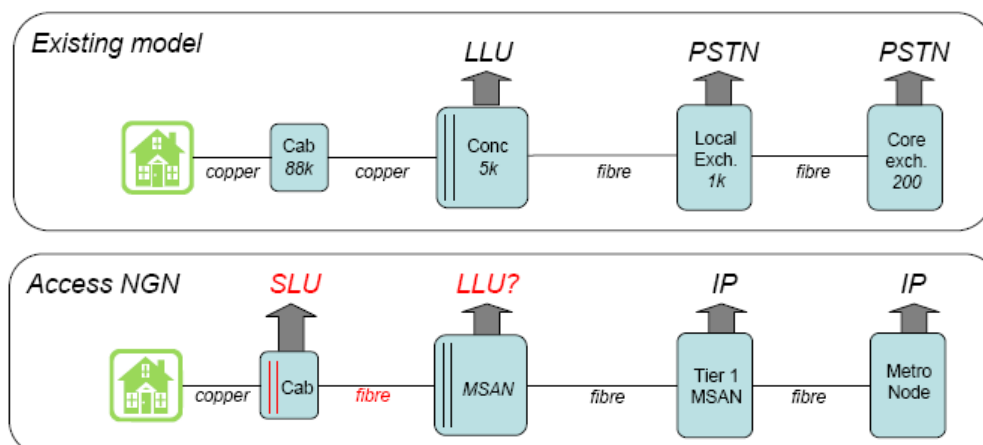 Existing model
LLU
PSTN
PSTN
Cab
88k
Conc
5k
Local
Exch.
1k
Core
exch.
200
copper
copper
fibre
fibre
Access NGN
SLU
LLU?
IP
IP
Cab
MSAN
Tier 1
MSAN
Metro
Node
copper
fibre
fibre
fibre